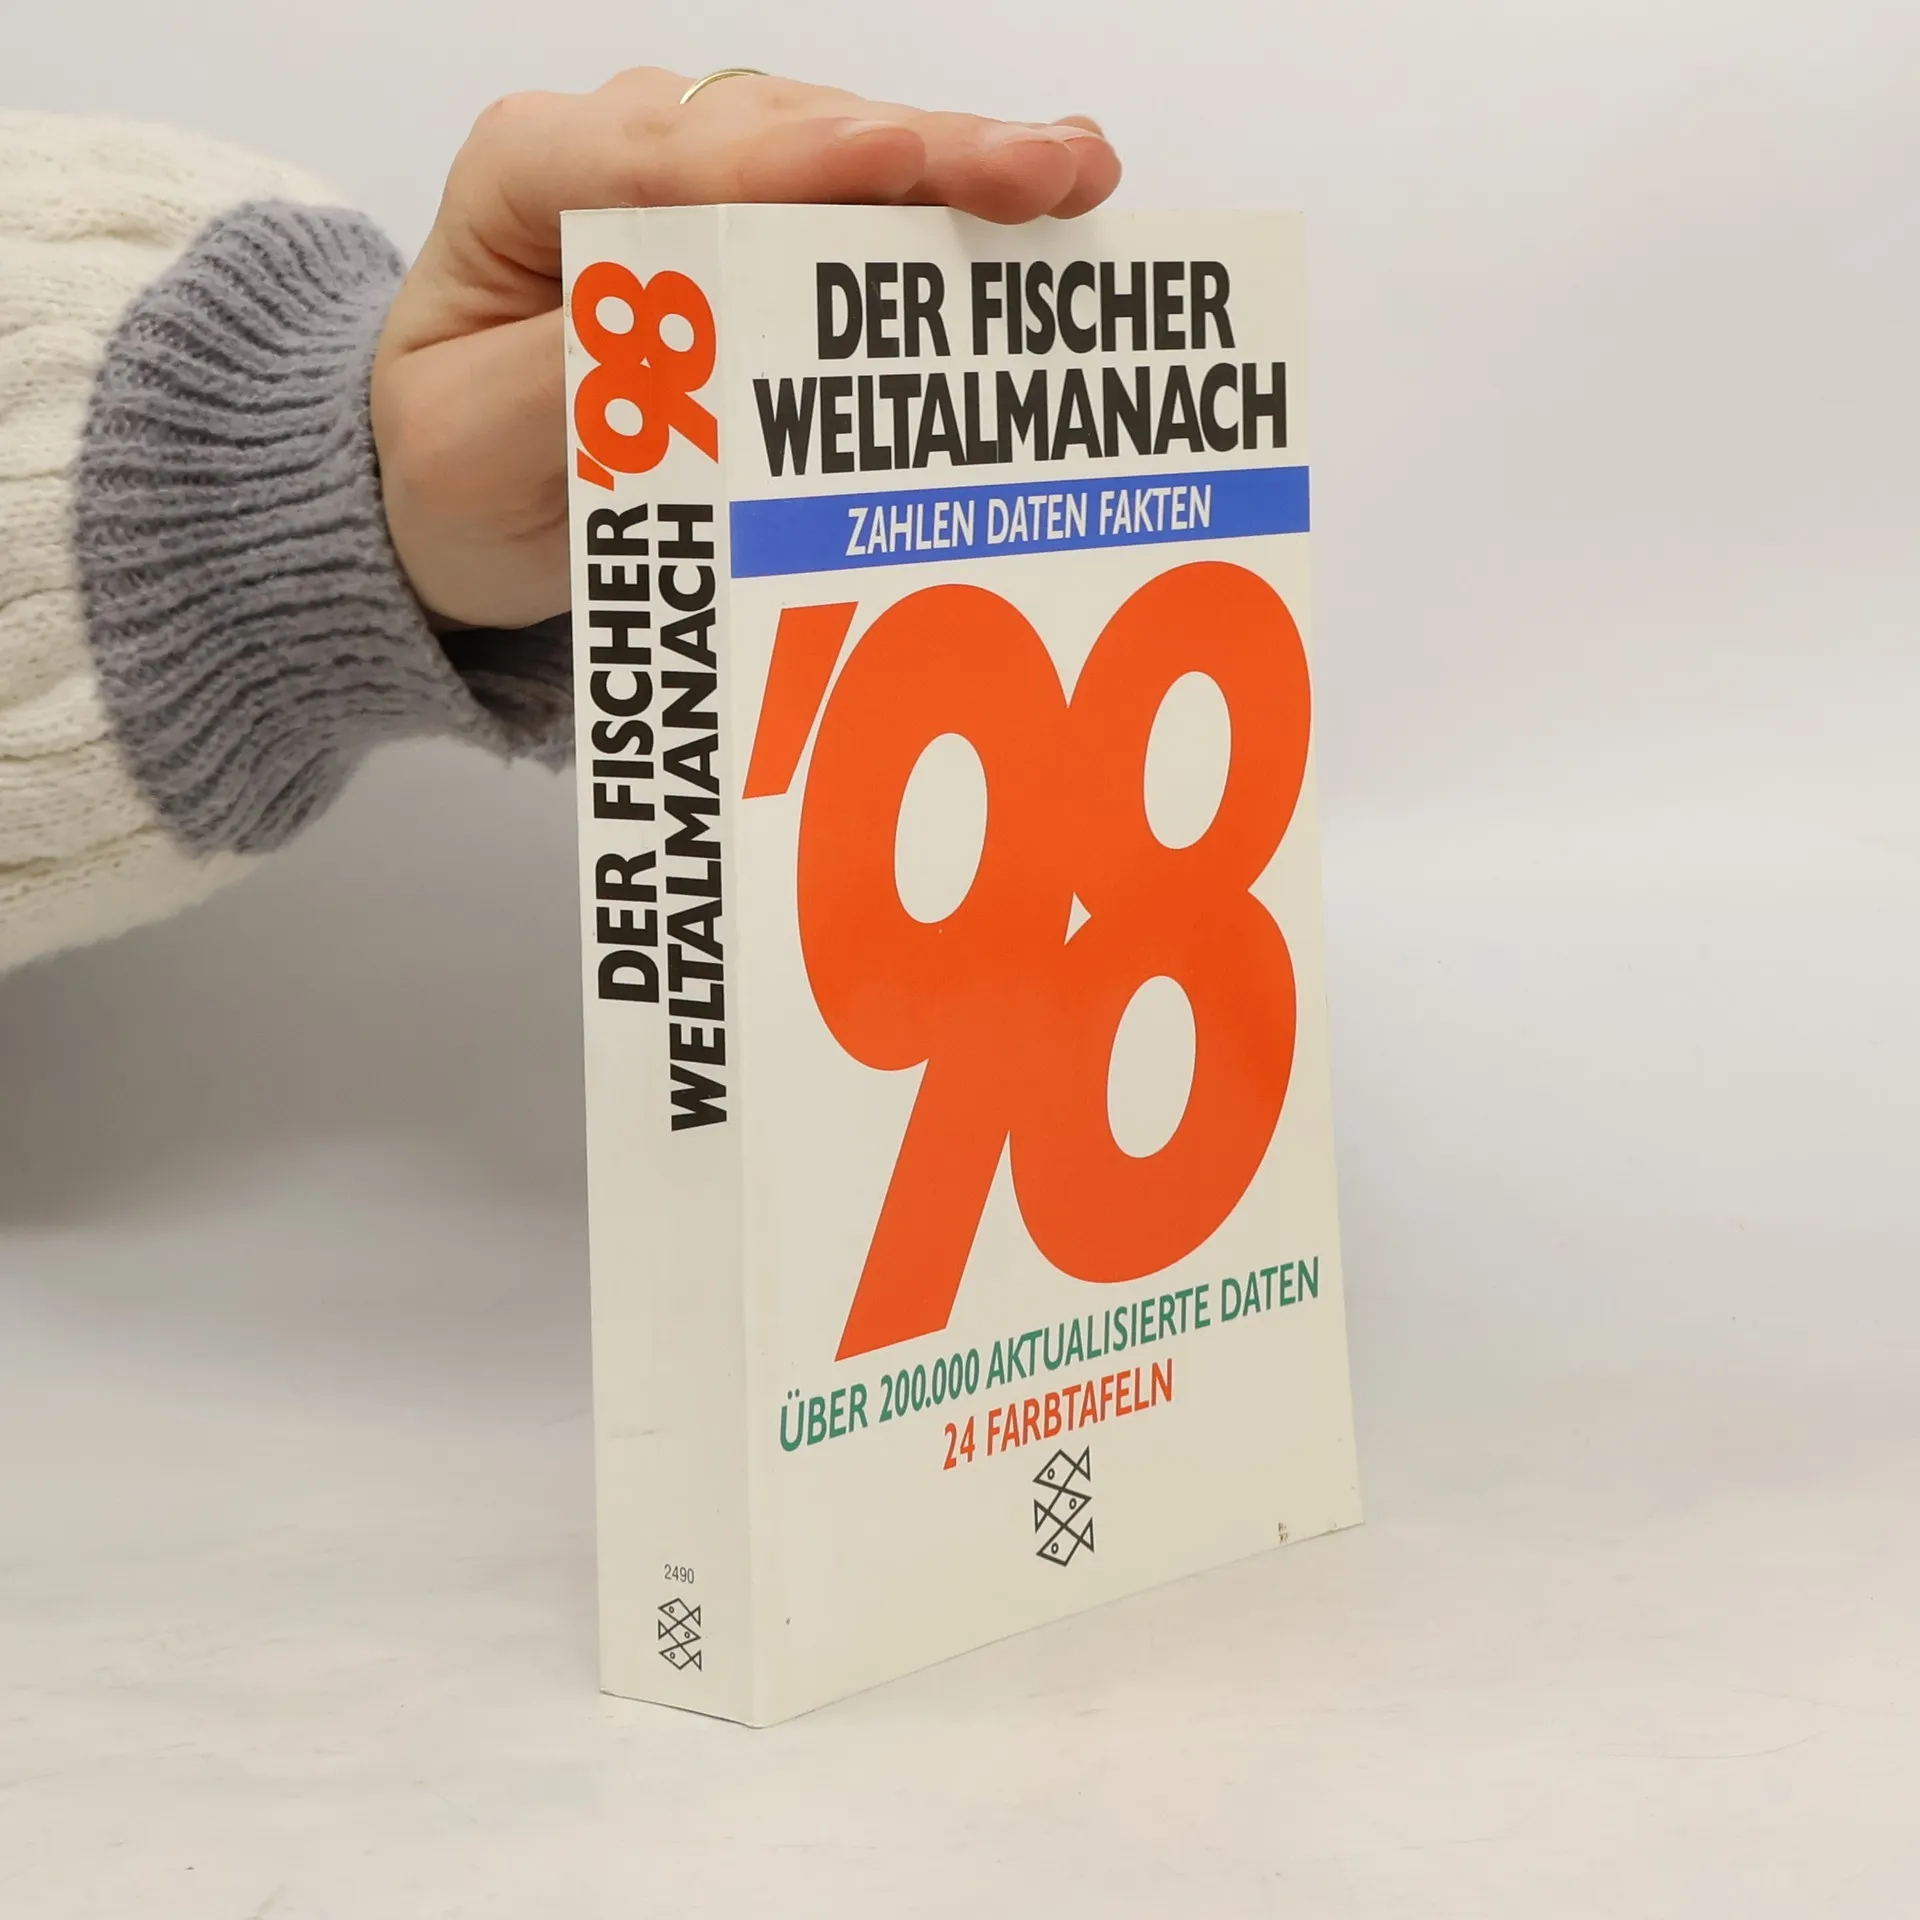 '98
DER FISCHER
WELTALMANACH
2490
DER FISCHER
WELTALMANACH
ZAHLEN DATEN FAKTEN
'98
ÜBER 200.000 AKTUALISIERTE DATEN
24 FARBTAFELN